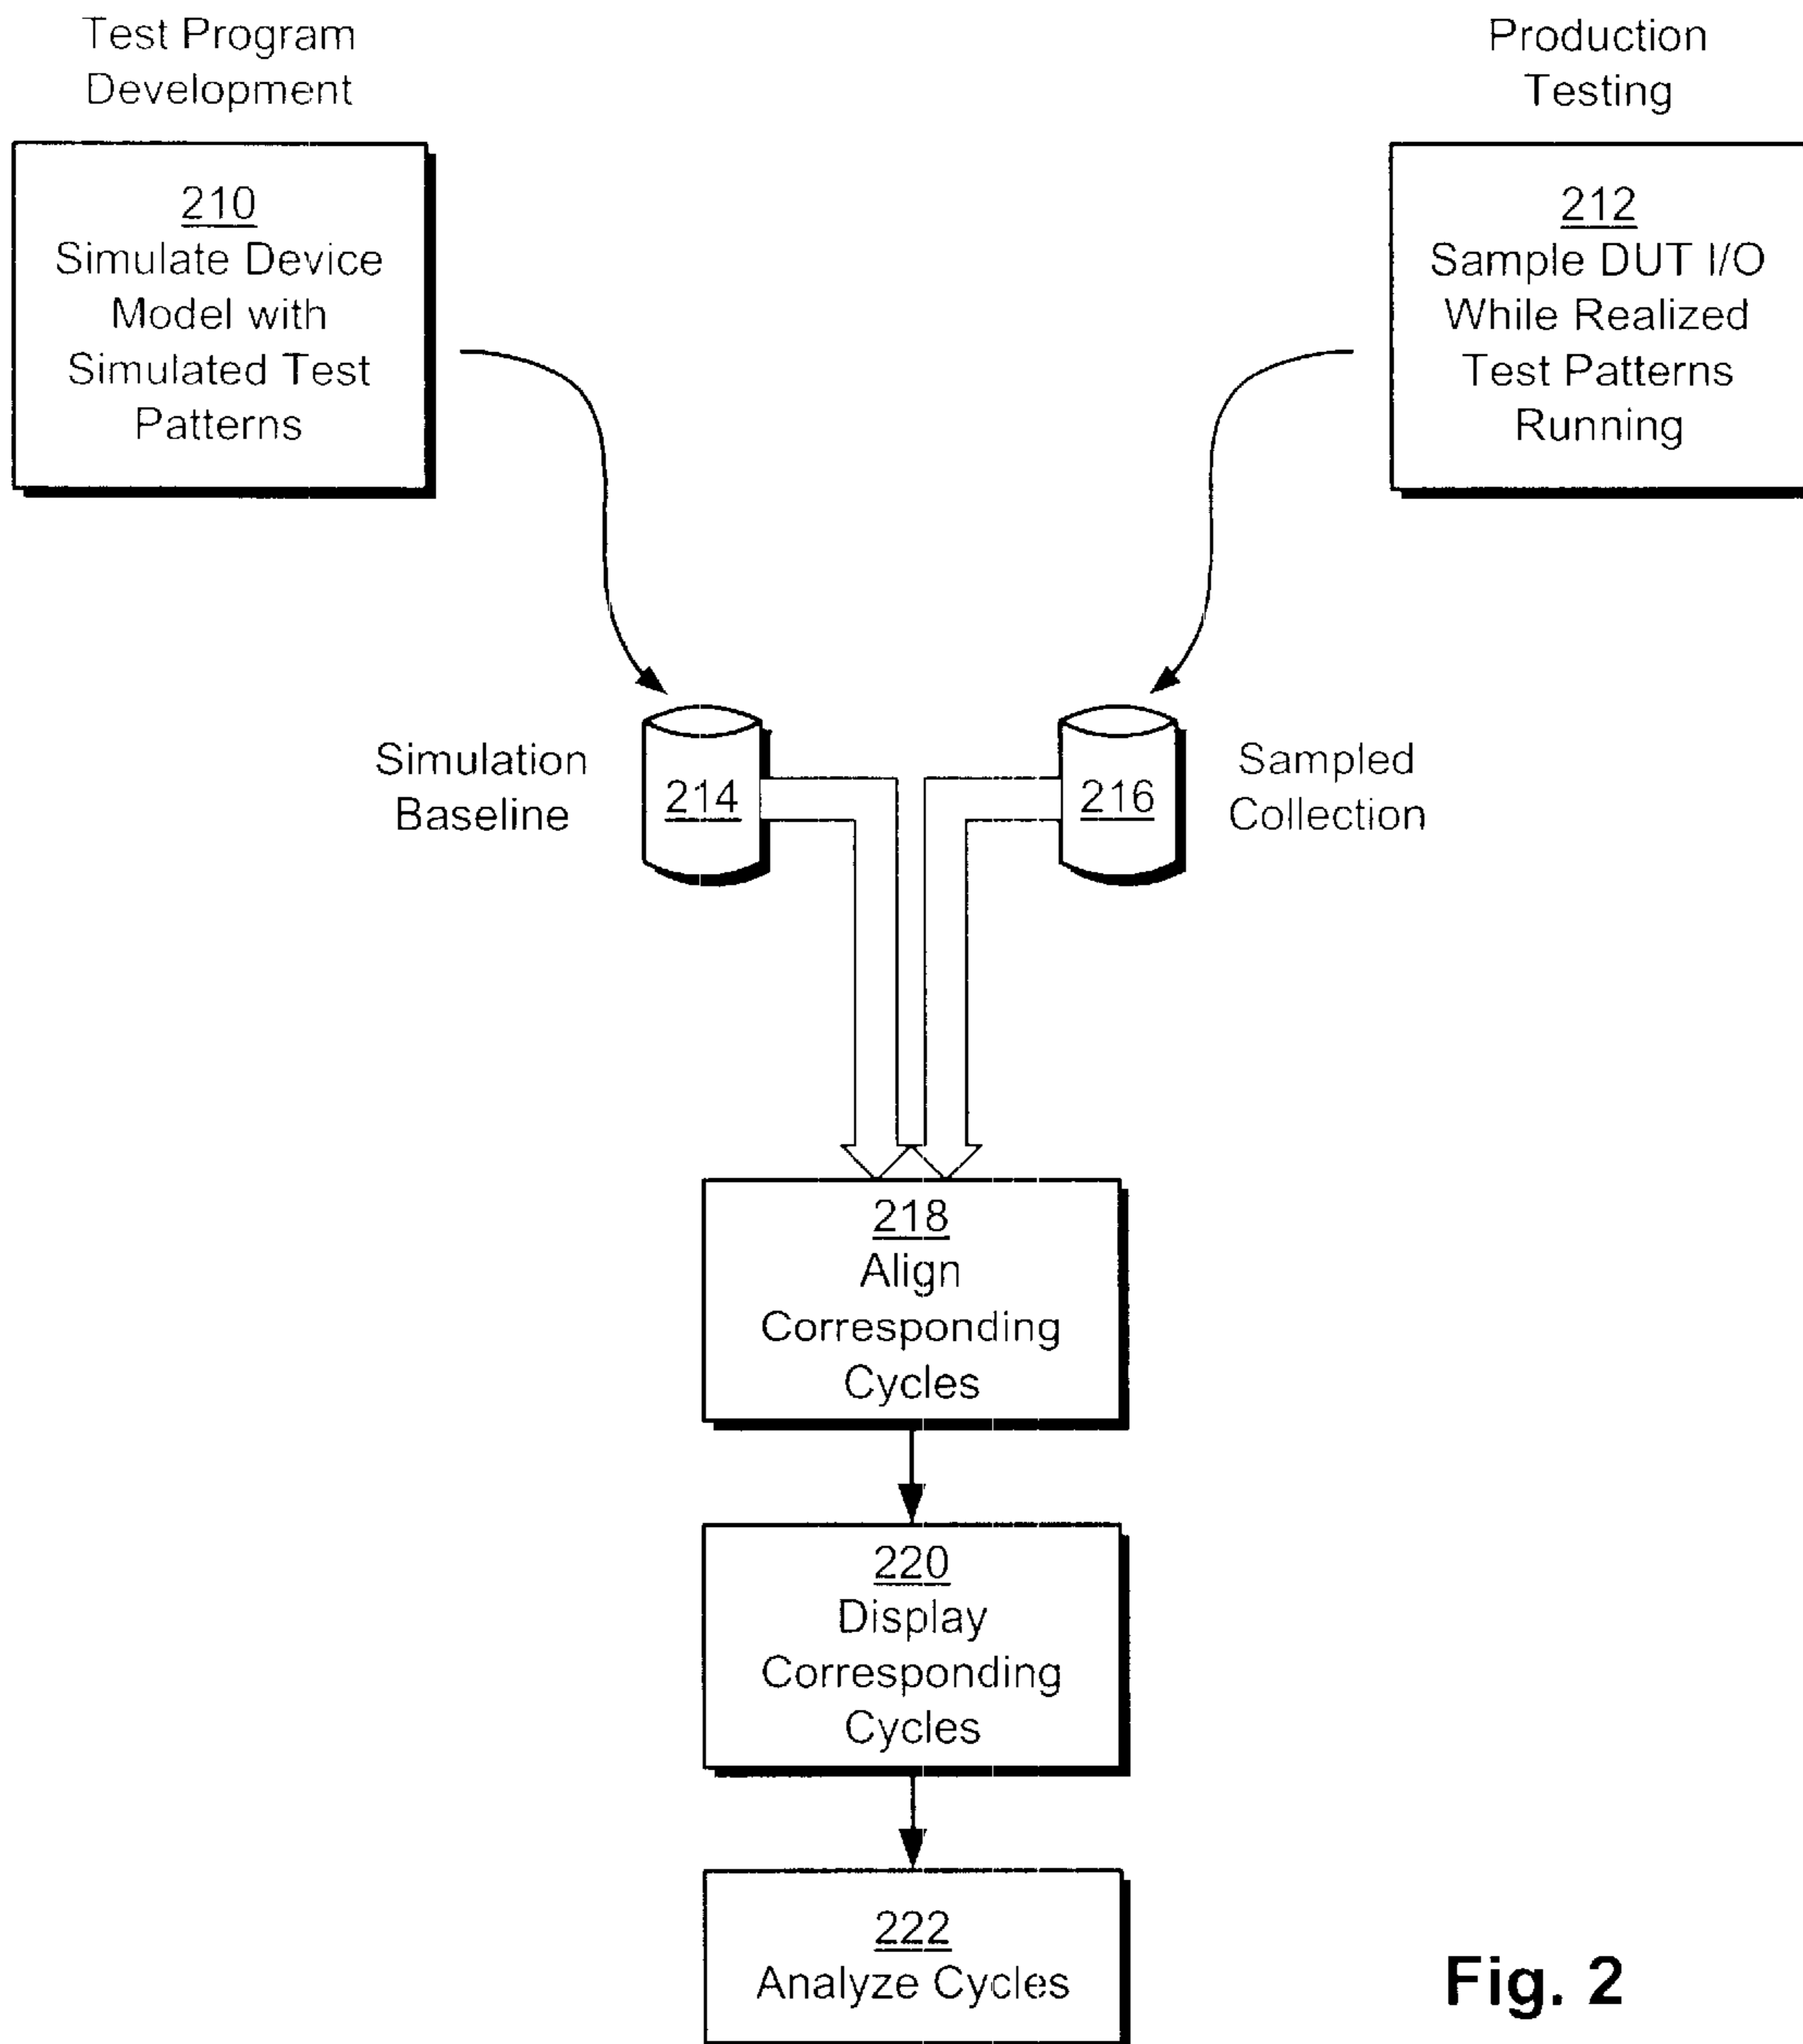 Test Program
Development
Production
Testing
210
Simulate Device
Model with
Simulated Test
Patterns
212
Sample DUT I/O
While Realized
Test Patterns
Running
Simulation
Baseline
214
216
Sampled
Collection
218
Align
Corresponding
Cycles
220
Display
Corresponding
Cycles
222
Analyze Cycles
Fig. 2